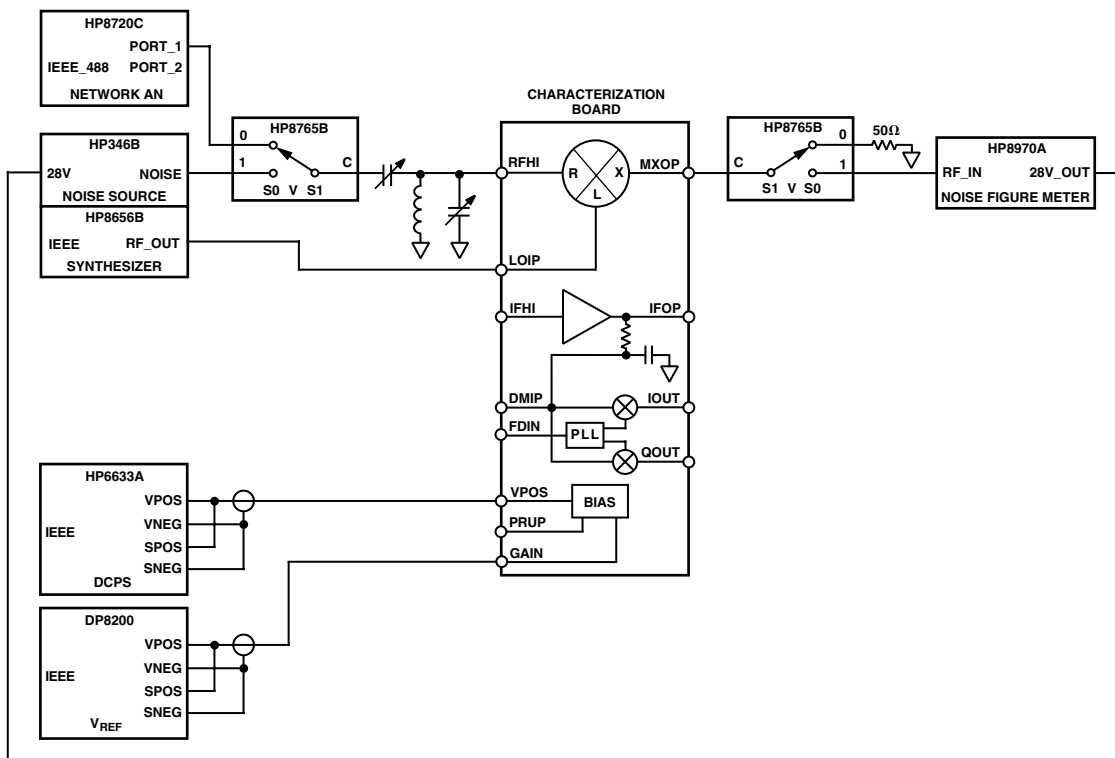 HP8720C
PORT_1
IEEE_488 PORT_2
NETWORK AN
HP346B
28V NOISE
NOISE SOURCE
HP8656B
IEEE RF_OUT
SYNTHESIZER
HP8765B
0
1
C
S0 V S1
CHARACTERIZATION
BOARD
RFHI
R
X
L
MXOP
LOIP
IFHI
IFOP
DMIP
IOUT
FDIN
PLL
QOUT
VPOS
BIAS
PRUP
GAIN
HP8765B
0
C
1
S1 V S0
50Ω
HP8970A
RF_IN 28V_OUT
NOISE FIGURE METER
HP6633A
VPOS
VNEG
IEEE
SPOS
SNEG
DCPS
DP8200
VPOS
VNEG
IEEE
SPOS
SNEG
VREF